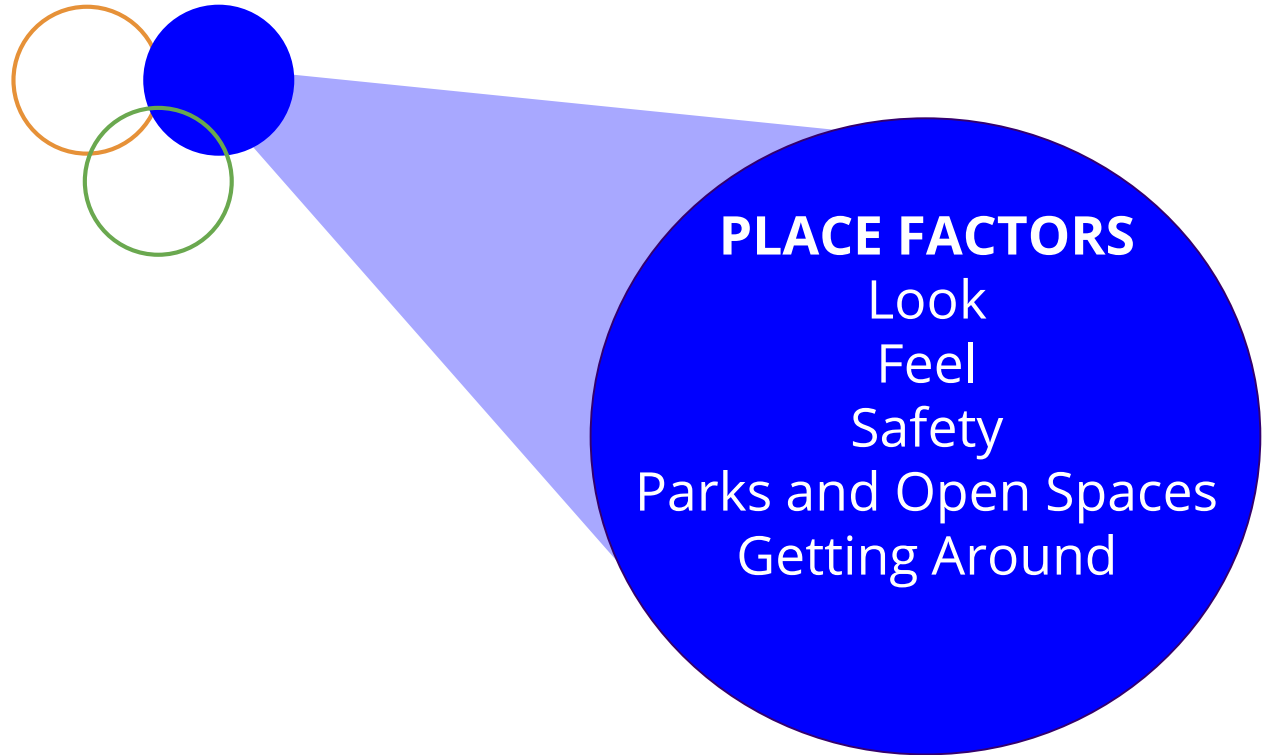 PLACE FACTORS
Look
Feel
Safety
Parks and Open Spaces
Getting Around